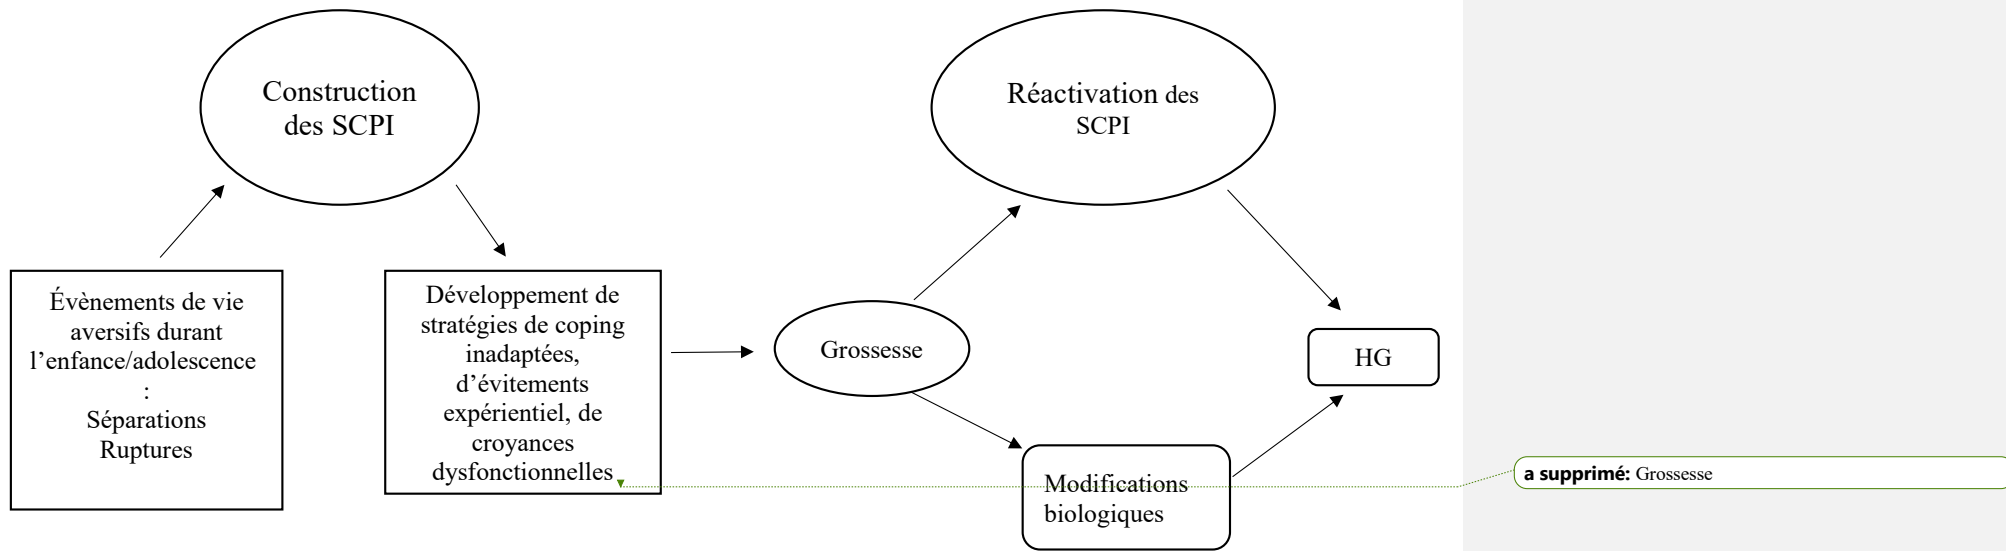 Construction
des SCPI
Réactivation des
SCPI
Évènements de vie
aversifs durant
l’enfance/adolescence
:
Séparations
Ruptures
Développement de
stratégies de coping
inadaptées,
d’évitements
expérientiel, de
croyances
dysfonctionnelles
Grossesse
HG
Modifications
biologiques
a supprimé: Grossesse